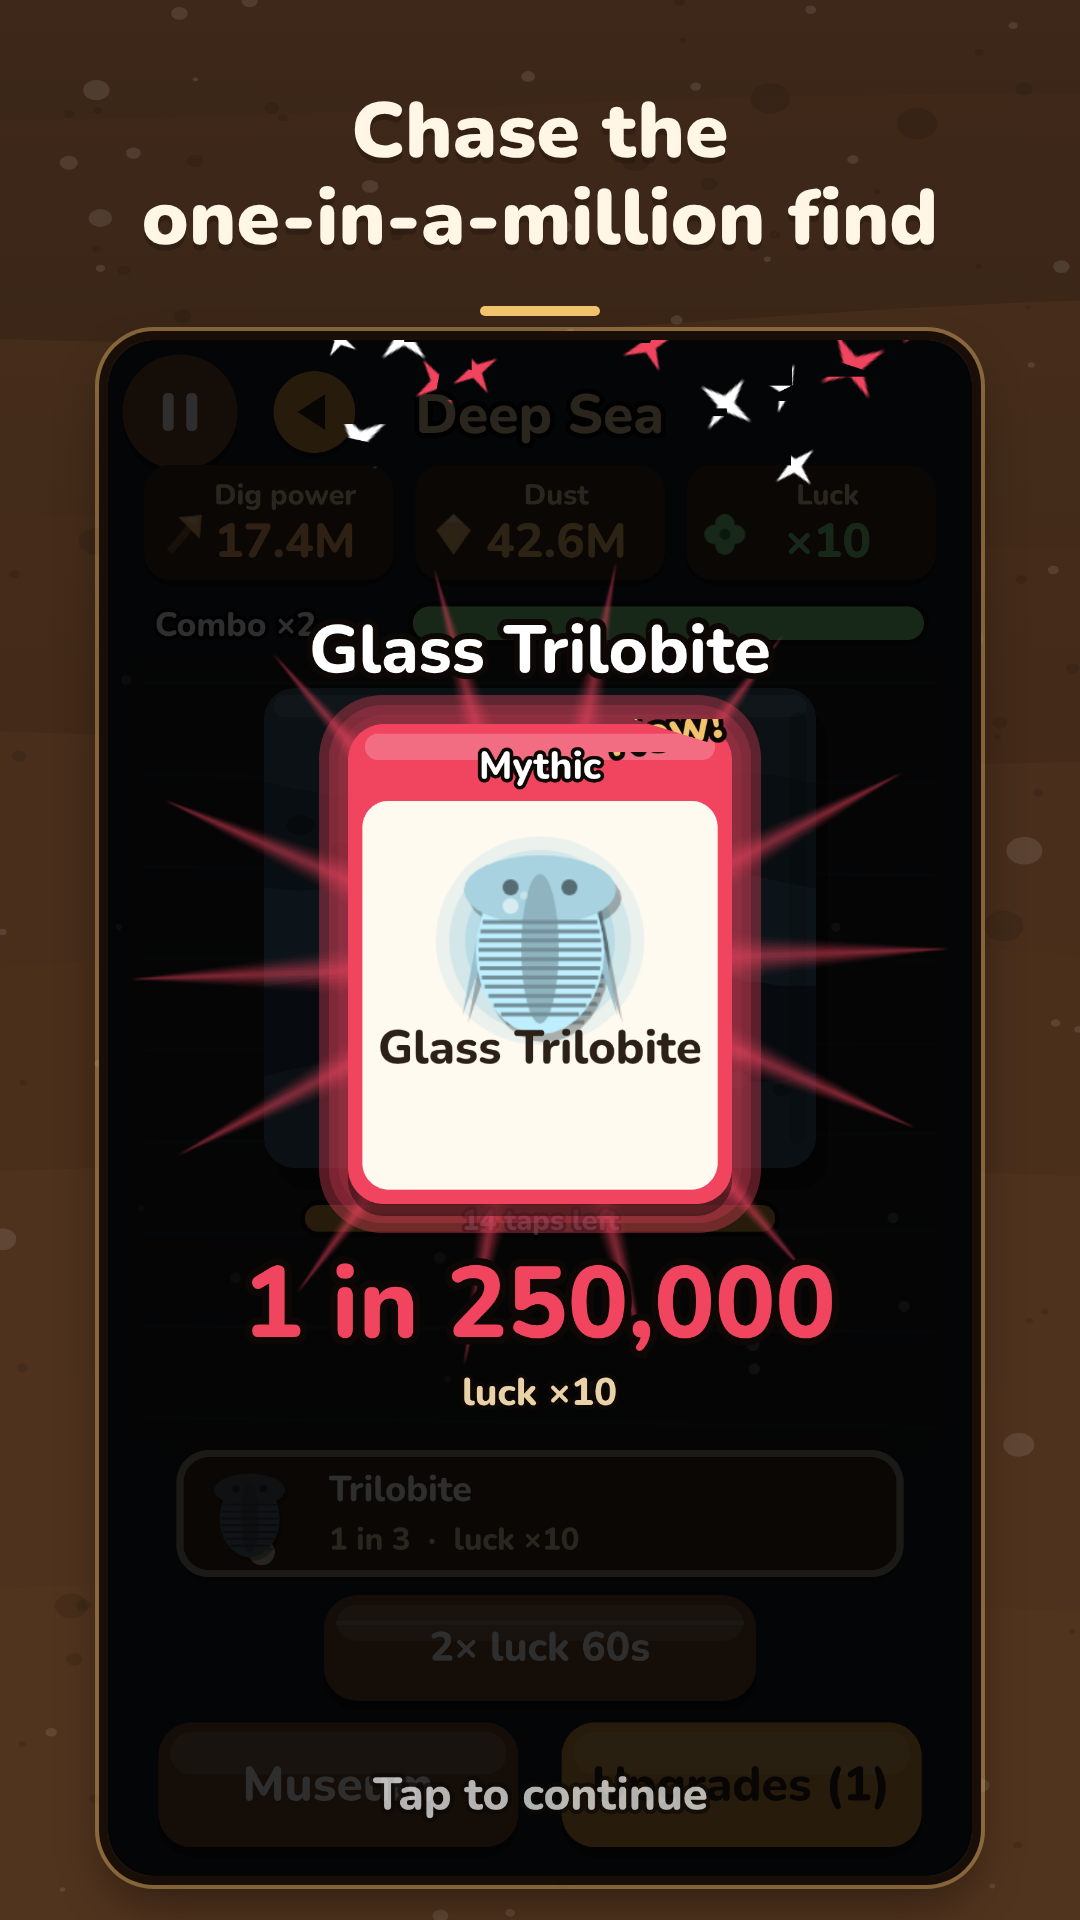 Chase the
one-in-a-million find
Deep Sea
Dig power
17.4M
Dust
42.6M
Luck
×10
Combo ×2
Glass Trilobite
Mythic
Glass Trilobite
14 taps left
1 in 250,000
luck ×10
Trilobite
1 in 3 · luck ×10
2× luck 60s
Museum
Upgrades (1)
Tap to continue